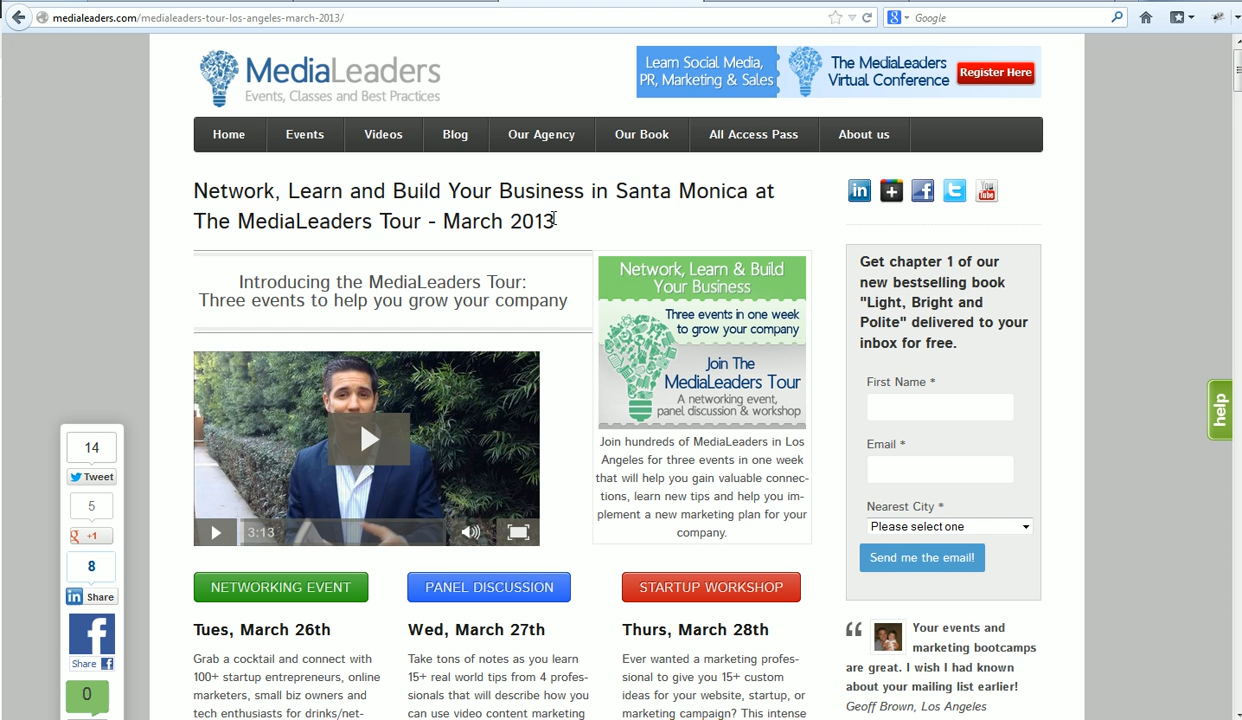 medialeaders.com/medialeaders-tour-los-angeles-march-2013/
Google
MediaLeaders
Events, Classes and Best Practices
Learn Social Media,
PR, Marketing & Sales
The MediaLeaders
Virtual Conference
Register Here
Home
Events
Videos
Blog
Our Agency
Our Book
All Access Pass
About us
Network, Learn and Build Your Business in Santa Monica at
The MediaLeaders Tour - March 2013
Introducing the MediaLeaders Tour:
Three events to help you grow your company
3:13
Network, Learn & Build
Your Business
Three events in one week
to grow your company
Join The
MediaLeaders Tour
A networking event,
panel discussion & workshop
Join hundreds of MediaLeaders in Los
Angeles for three events in one week
that will help you gain valuable connec-
tions, learn new tips and help you im-
plement a new marketing plan for your
company.
NETWORKING EVENT
Tues, March 26th
Grab a cocktail and connect with
100+ startup entrepreneurs, online
marketers, small biz owners and
tech enthusiasts for drinks/net-
PANEL DISCUSSION
Wed, March 27th
Take tons of notes as you learn
15+ real world tips from 4 profes-
sionals that will describe how you
can use video content marketing
STARTUP WORKSHOP
Thurs, March 28th
Ever wanted a marketing profes-
sional to give you 15+ custom
ideas for your website, startup, or
marketing campaign? This intense
in
You
Tube
Get chapter 1 of our
new bestselling book
"Light, Bright and
Polite" delivered to your
inbox for free.
First Name *
Email *
Nearest City *
Please select one
Send me the email!
Your events and
marketing bootcamps
are great. I wish I had known
about your mailing list earlier!
Geoff Brown, Los Angeles
14
Tweet
5
+1
8
in Share
Share
0
help